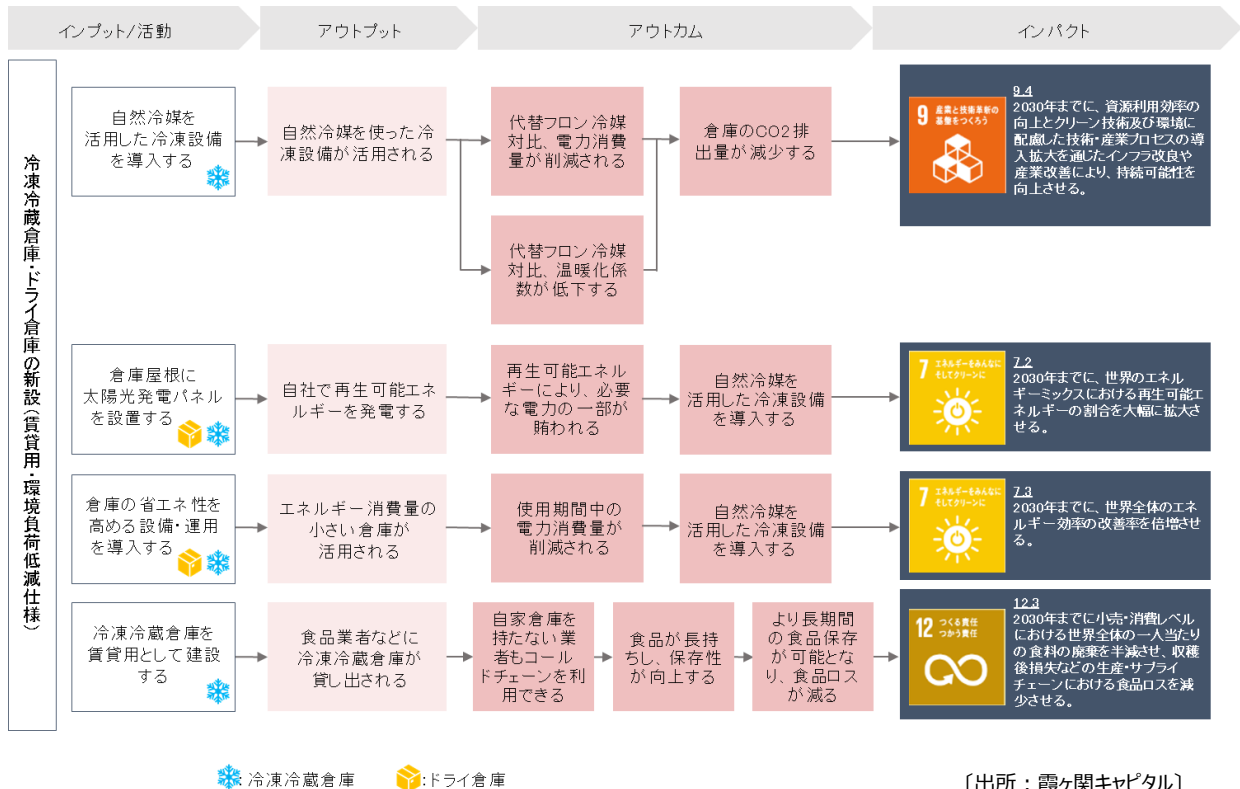 インプット/活動
アウトプット
アウトカム
インパクト
冷凍冷蔵倉庫・ドライ倉庫の新設(賃貸用・環境負荷低減仕様)
自然冷媒を
活用した冷凍設備
を導入する
自然冷媒を使った冷
凍設備が活用される
代替フロン冷媒
対比、電力消費
量が削減される
倉庫のCO2排
出量が減少する
代替フロン冷媒
対比、温暖化係
数が低下する
9 産業と技術革新の
基盤をつくろう
9.4
2030年までに、資源利用効率の
向上とクリーン技術及び環境に
配慮した技術・産業プロセスの導
入拡大を通じたインフラ改良や
産業改善により、持続可能性を
向上させる。
倉庫屋根に
太陽光発電パネル
を設置する
自社で再生可能エネ
ルギーを発電する
再生可能エネル
ギーにより、必要
な電力の一部が
賄われる
自然冷媒を
活用した冷凍設備
を導入する
7 エネルギーをみんなに
そしてクリーンに
7.2
2030年までに、世界のエネル
ギーミックスにおける再生可能エ
ネルギーの割合を大幅に拡大さ
せる。
倉庫の省エネ性を
高める設備・運用
を導入する
エネルギー消費量の
小さい倉庫が
活用される
使用期間中の
電力消費量が
削減される
自然冷媒を
活用した冷凍設備
を導入する
7 エネルギーをみんなに
そしてクリーンに
7.3
2030年までに、世界全体のエネ
ルギー効率の改善率を倍増させ
る。
冷凍冷蔵倉庫を
賃貸用として建設
する
食品業者などに
冷凍冷蔵倉庫が
貸し出される
自家倉庫を
持たない業
者もコール
ドチェーンを利
用できる
食品が長持
ちし、保存性
が向上する
より長期間
の食品保存
が可能とな
り、食品ロス
が減る
12 つくる責任
つかう責任
12.3
2030年までに小売・消費レベル
における世界全体の一人当たり
の食料の廃棄を半減させ、収穫
後損失などの生産・サプライ
チェーンにおける食品ロスを減
少させる。
:冷凍冷蔵倉庫
:ドライ倉庫
〔出所：霞ヶ関キャピタル〕